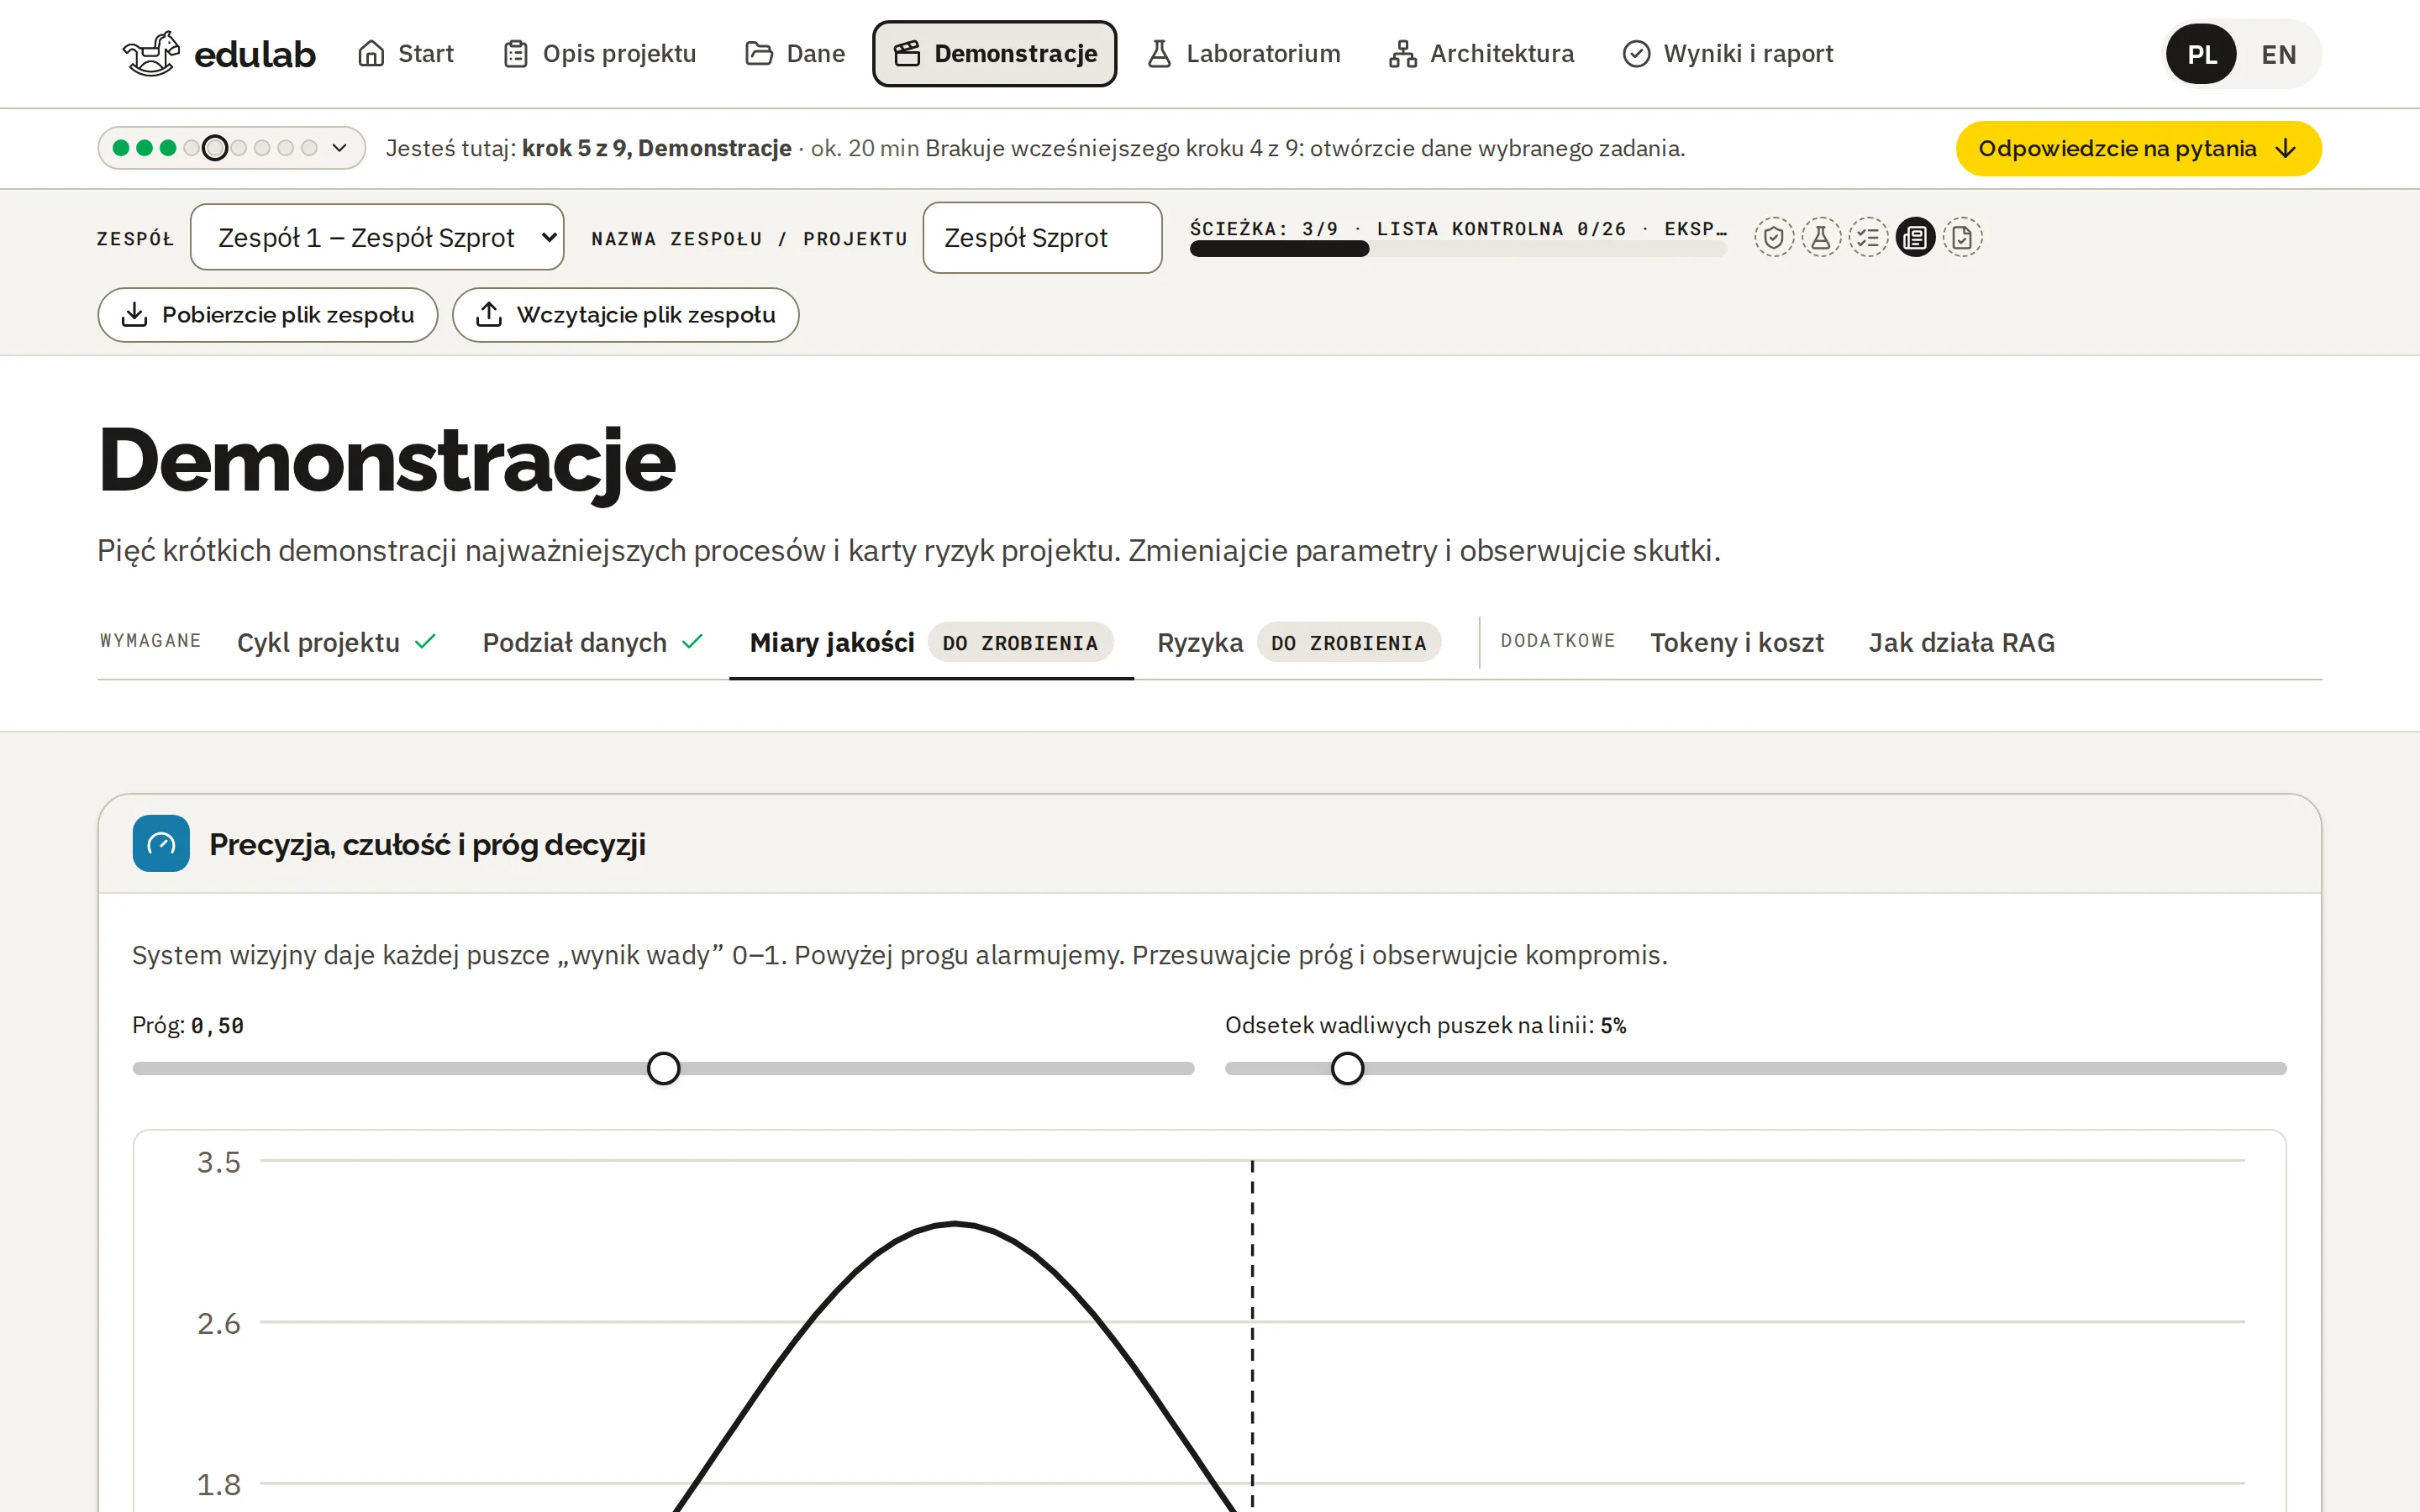 edulab
Start
Opis projektu
Dane
Demonstracje
Laboratorium
Architektura
Wyniki i raport
PL
EN
Jesteś tutaj: krok 5 z 9, Demonstracje · ok. 20 min Brakuje wcześniejszego kroku 4 z 9: otwórzcie dane wybranego zadania.
Odpowiedzcie na pytania
ZESPÓŁ
Zespół 1 – Zespół Szprot
NAZWA ZESPOŁU / PROJEKTU
Zespół Szprot
ŚCIEŻKA: 3/9 · LISTA KONTROLNA 0/26 · EKSP…
Pobierzcie plik zespołu
Wczytajcie plik zespołu
Demonstracje
Pięć krótkich demonstracji najważniejszych procesów i karty ryzyk projektu. Zmieniajcie parametry i obserwujcie skutki.
WYMAGANE
Cykl projektu
Podział danych
Miary jakości DO ZROBIENIA
Ryzyka DO ZROBIENIA
DODATKOWE
Tokeny i koszt
Jak działa RAG
Precyzja, czułość i próg decyzji
System wizyjny daje każdej puszce „wynik wady” 0–1. Powyżej progu alarmujemy. Przesuwajcie próg i obserwujcie kompromis.
Próg: 0,50
Odsetek wadliwych puszek na linii: 5%
3.5
2.6
1.8